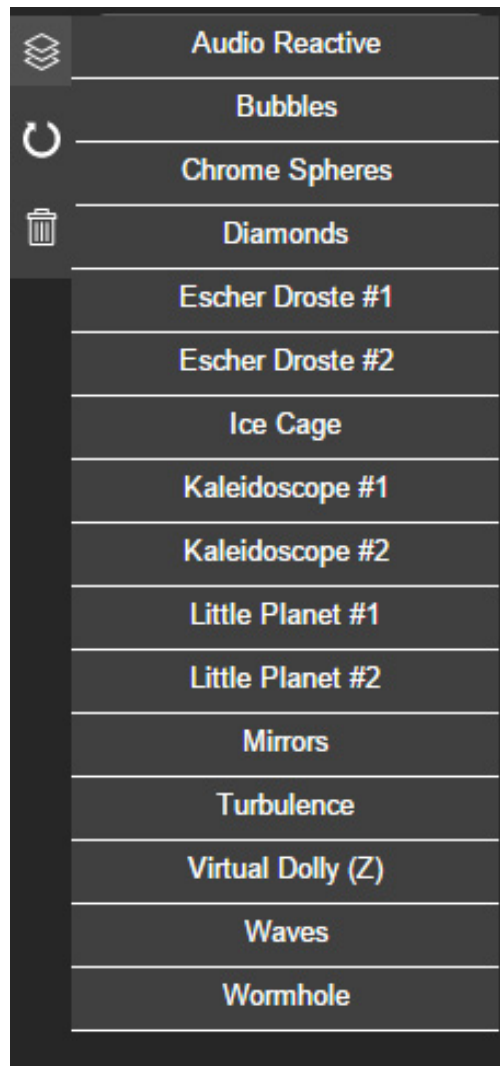 Audio Reactive
Bubbles
Chrome Spheres
Diamonds
Escher Droste #1
Escher Droste #2
Ice Cage
Kaleidoscope #1
Kaleidoscope #2
Little Planet #1
Little Planet #2
Mirrors
Turbulence
Virtual Dolly (Z)
Waves
Wormhole